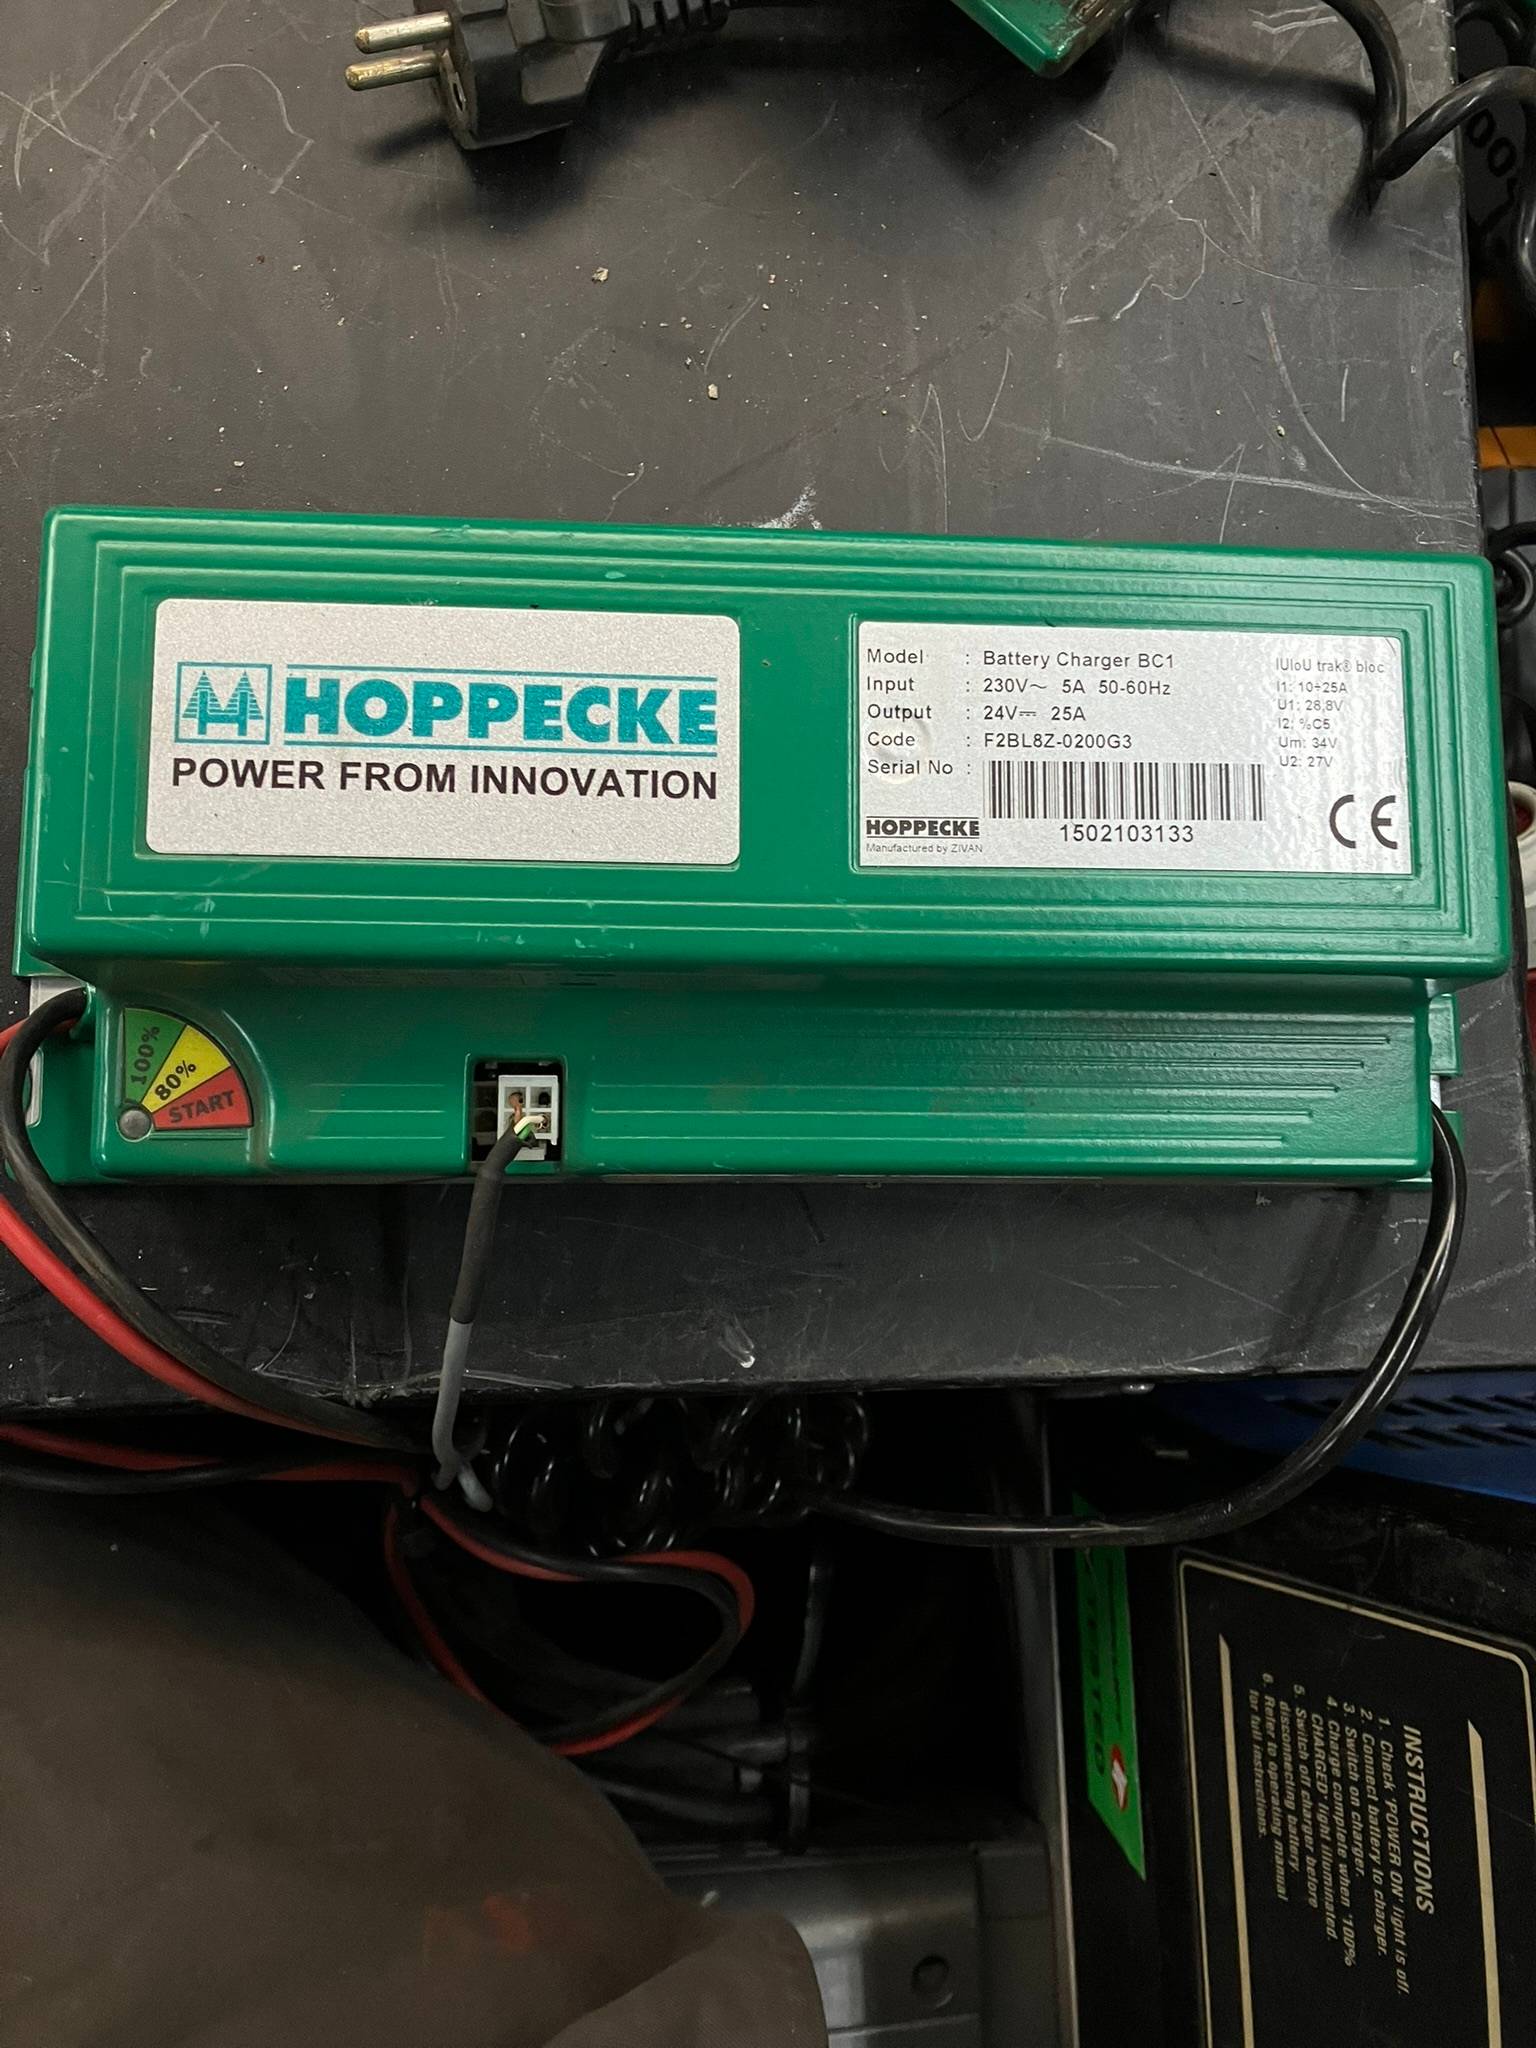 HOPPECKE
POWER FROM INNOVATION
Model : Battery Charger BC1
Input : 230V~ 5A 50-60Hz
Output : 24V⎓ 25A
Code : F2BL8Z-0200G3
Serial No :
1502103133
HOPPECKE
Manufactured by ZIVAN
IUIoU trak® bloc
I1: 10÷25A
U1: 28,8V
I2: %C5
Um: 34V
U2: 27V
CE
100%
80%
START
INSTRUCTIONS
1. Check 'POWER ON' light is off.
2. Connect battery to charger.
3. Switch on charger.
4. Charge complete when '100%
CHARGED' light illuminated.
5. Switch off charger before
disconnecting battery.
6. Refer to operating manual
for full instructions.